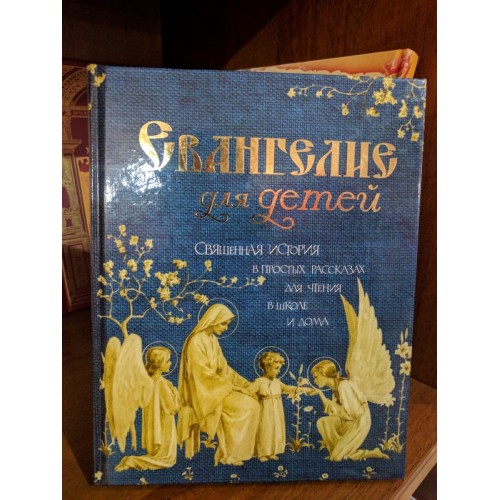 Евангелие
для детей
Священная история
в простых рассказах
для чтения
в школе
и дома